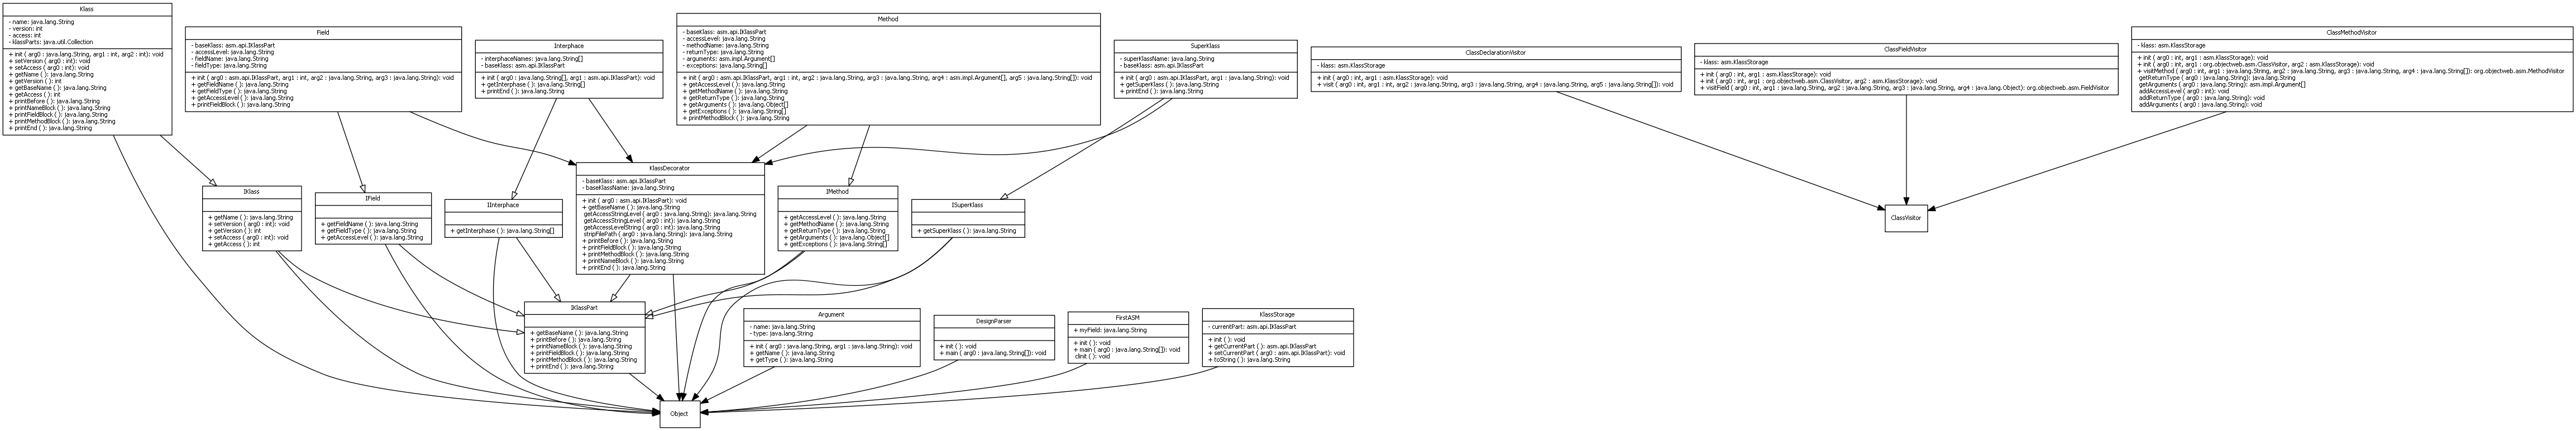 Klass
- name: java.lang.String
- version: int
- access: int
- klassParts: java.util.Collection
+ init ( arg0 : java.lang.String, arg1 : int, arg2 : int): void
+ setVersion ( arg0 : int): void
+ setAccess ( arg0 : int): void
+ getName ( ): java.lang.String
+ getVersion ( ): int
+ getBaseName ( ): java.lang.String
+ getAccess ( ): int
+ printBefore ( ): java.lang.String
+ printNameBlock ( ): java.lang.String
+ printFieldBlock ( ): java.lang.String
+ printMethodBlock ( ): java.lang.String
+ printEnd ( ): java.lang.String
Field
- baseKlass: asm.api.IKlassPart
- accessLevel: java.lang.String
- fieldName: java.lang.String
- fieldType: java.lang.String
+ init ( arg0 : asm.api.IKlassPart, arg1 : int, arg2 : java.lang.String, arg3 : java.lang.String): void
+ getFieldName ( ): java.lang.String
+ getFieldType ( ): java.lang.String
+ getAccessLevel ( ): java.lang.String
+ printFieldBlock ( ): java.lang.String
Interphace
- interphaceNames: java.lang.String[]
- baseKlass: asm.api.IKlassPart
+ init ( arg0 : java.lang.String[], arg1 : asm.api.IKlassPart): void
+ getInterphase ( ): java.lang.String[]
+ printEnd ( ): java.lang.String
Method
- baseKlass: asm.api.IKlassPart
- accessLevel: java.lang.String
- methodName: java.lang.String
- returnType: java.lang.String
- arguments: asm.impl.Argument[]
- exceptions: java.lang.String[]
+ init ( arg0 : asm.api.IKlassPart, arg1 : int, arg2 : java.lang.String, arg3 : java.lang.String, arg4 : asm.impl.Argument[], arg5 : java.lang.String[]): void
+ getAccessLevel ( ): java.lang.String
+ getMethodName ( ): java.lang.String
+ getReturnType ( ): java.lang.String
+ getArguments ( ): java.lang.Object[]
+ getExceptions ( ): java.lang.String[]
+ printMethodBlock ( ): java.lang.String
SuperKlass
- superKlassName: java.lang.String
- baseKlass: asm.api.IKlassPart
+ init ( arg0 : asm.api.IKlassPart, arg1 : java.lang.String): void
+ getSuperKlass ( ): java.lang.String
+ printEnd ( ): java.lang.String
ClassDeclarationVisitor
- klass: asm.KlassStorage
+ init ( arg0 : int, arg1 : asm.KlassStorage): void
+ visit ( arg0 : int, arg1 : int, arg2 : java.lang.String, arg3 : java.lang.String, arg4 : java.lang.String, arg5 : java.lang.String[]): void
ClassFieldVisitor
- klass: asm.KlassStorage
+ init ( arg0 : int, arg1 : asm.KlassStorage): void
+ init ( arg0 : int, arg1 : org.objectweb.asm.ClassVisitor, arg2 : asm.KlassStorage): void
+ visitField ( arg0 : int, arg1 : java.lang.String, arg2 : java.lang.String, arg3 : java.lang.String, arg4 : java.lang.Object): org.objectweb.asm.FieldVisitor
ClassMethodVisitor
- klass: asm.KlassStorage
+ init ( arg0 : int, arg1 : asm.KlassStorage): void
+ init ( arg0 : int, arg1 : org.objectweb.asm.ClassVisitor, arg2 : asm.KlassStorage): void
+ visitMethod ( arg0 : int, arg1 : java.lang.String, arg2 : java.lang.String, arg3 : java.lang.String, arg4 : java.lang.String[]): org.objectweb.asm.MethodVisitor
getReturnType ( arg0 : java.lang.String): java.lang.String
getArguments ( arg0 : java.lang.String): asm.impl.Argument[]
addAccessLevel ( arg0 : int): void
addReturnType ( arg0 : java.lang.String): void
addArguments ( arg0 : java.lang.String): void
IKlass
+ getName ( ): java.lang.String
+ setVersion ( arg0 : int): void
+ getVersion ( ): int
+ setAccess ( arg0 : int): void
+ getAccess ( ): int
IField
+ getFieldName ( ): java.lang.String
+ getFieldType ( ): java.lang.String
+ getAccessLevel ( ): java.lang.String
IInterphace
+ getInterphase ( ): java.lang.String[]
KlassDecorator
- baseKlass: asm.api.IKlassPart
- baseKlassName: java.lang.String
+ init ( arg0 : asm.api.IKlassPart): void
+ getBaseName ( ): java.lang.String
getAccessStringLevel ( arg0 : java.lang.String): java.lang.String
getAccessStringLevel ( arg0 : int): java.lang.String
getAccessLevelString ( arg0 : int): java.lang.String
stripFilePath ( arg0 : java.lang.String): java.lang.String
+ printBefore ( ): java.lang.String
+ printFieldBlock ( ): java.lang.String
+ printMethodBlock ( ): java.lang.String
+ printNameBlock ( ): java.lang.String
+ printEnd ( ): java.lang.String
IMethod
+ getAccessLevel ( ): java.lang.String
+ getMethodName ( ): java.lang.String
+ getReturnType ( ): java.lang.String
+ getArguments ( ): java.lang.Object[]
+ getExceptions ( ): java.lang.String[]
ISuperKlass
+ getSuperKlass ( ): java.lang.String
ClassVisitor
IKlassPart
+ getBaseName ( ): java.lang.String
+ printBefore ( ): java.lang.String
+ printNameBlock ( ): java.lang.String
+ printFieldBlock ( ): java.lang.String
+ printMethodBlock ( ): java.lang.String
+ printEnd ( ): java.lang.String
Argument
- name: java.lang.String
- type: java.lang.String
+ init ( arg0 : java.lang.String, arg1 : java.lang.String): void
+ getName ( ): java.lang.String
+ getType ( ): java.lang.String
DesignParser
+ init ( ): void
+ main ( arg0 : java.lang.String[]): void
FirstASM
+ myField: java.lang.String
+ init ( ): void
+ main ( arg0 : java.lang.String[]): void
clinit ( ): void
KlassStorage
- currentPart: asm.api.IKlassPart
+ init ( ): void
+ getCurrentPart ( ): asm.api.IKlassPart
+ setCurrentPart ( arg0 : asm.api.IKlassPart): void
+ toString ( ): java.lang.String
Object